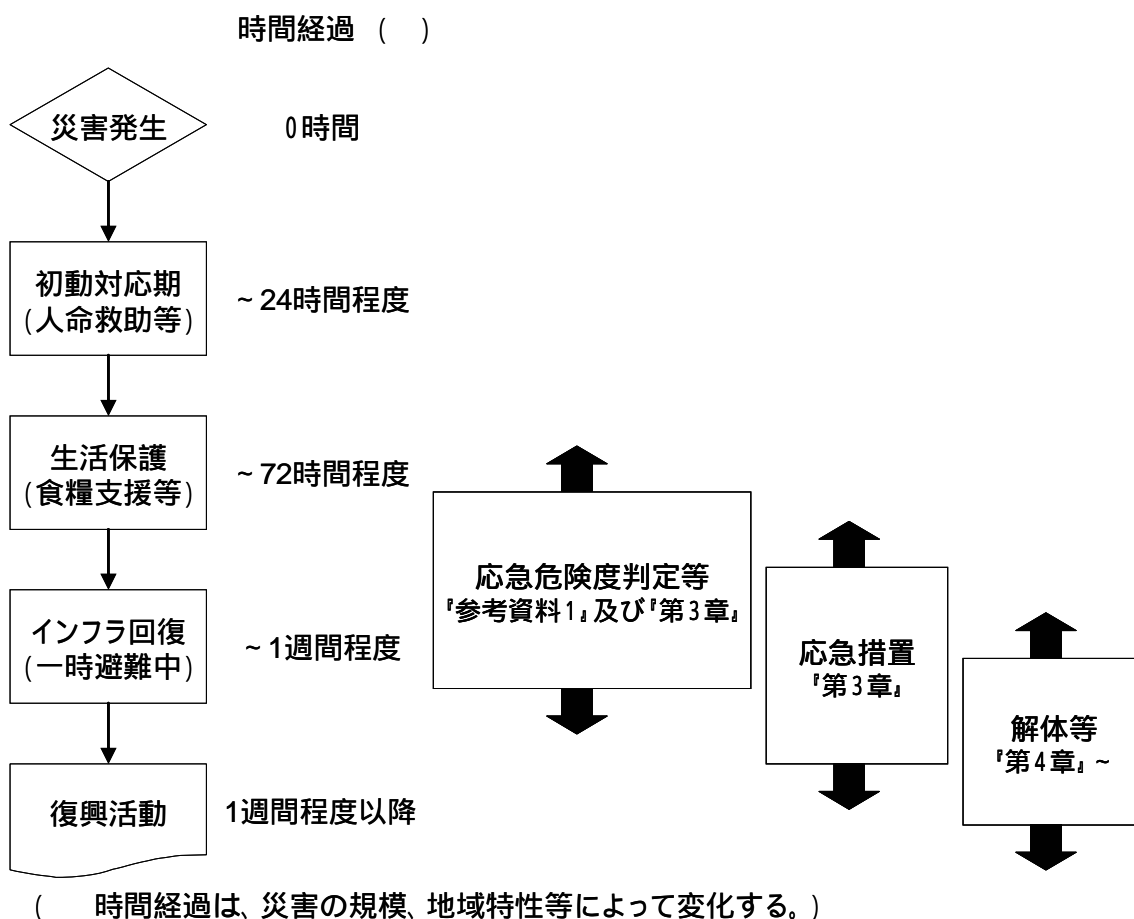 時間経過 (　)
災害発生
0時間
初動対応期
(人命救助等)
~24時間程度
生活保護
(食糧支援等)
~72時間程度
インフラ回復
(一時避難中)
~1週間程度
復興活動
1週間程度以降
応急危険度判定等
『参考資料1』及び『第3章』
応急措置
『第3章』
解体等
『第4章』~
(　時間経過は、災害の規模、地域特性等によって変化する。)